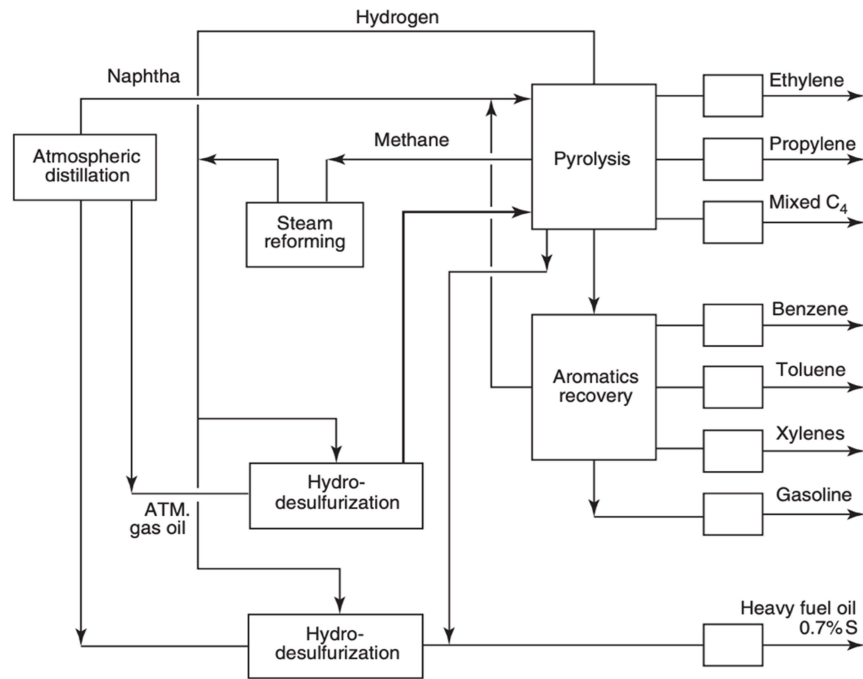 Hydrogen
Naphtha
Ethylene
Atmospheric
distillation
Methane
Pyrolysis
Propylene
Steam
reforming
Mixed C₄
Benzene
Aromatics
recovery
Toluene
Xylenes
Hydro-
desulfurization
ATM.
gas oil
Gasoline
Hydro-
desulfurization
Heavy fuel oil
0.7% S